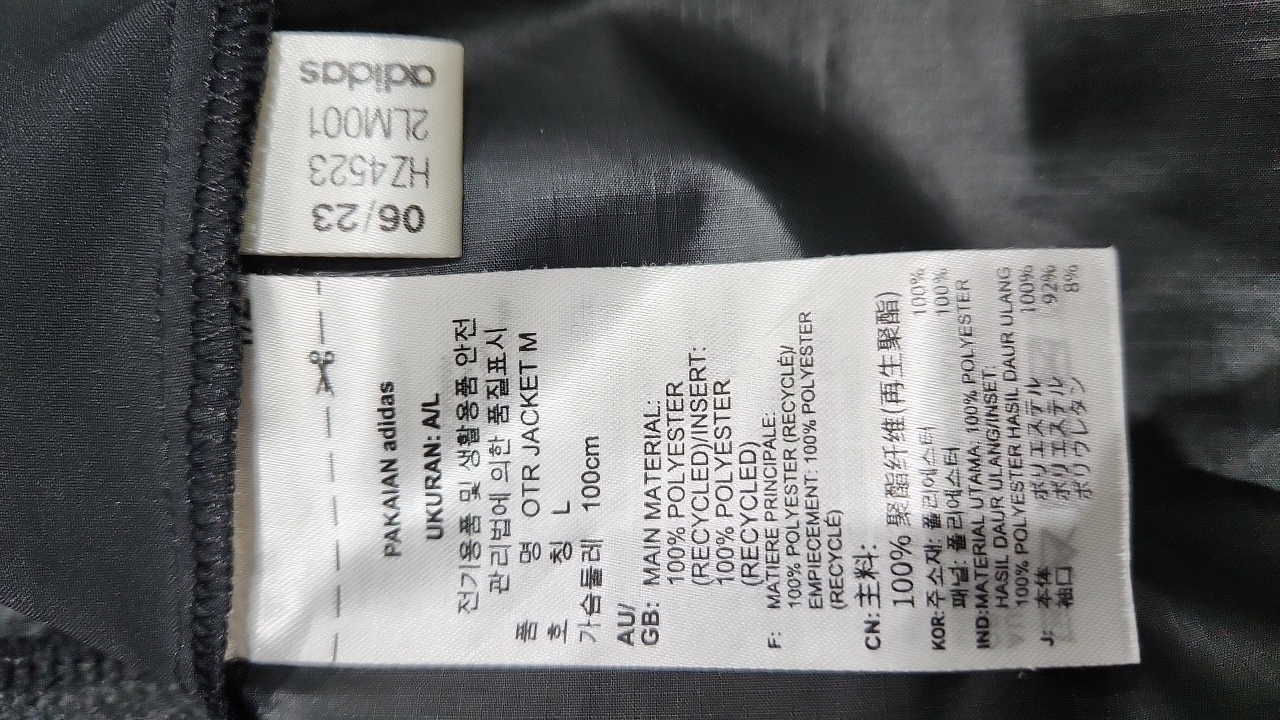 adidas
2LM001
HZ4523
06/23
PAKAIAN adidas
UKURAN: A/L
전기용품 및 생활용품 안전
관리법에 의한 품질표시
품 명 OTR JACKET M
호 칭 L
가슴둘레 100cm
AU/
GB: MAIN MATERIAL:
100% POLYESTER
(RECYCLED)/INSERT:
100% POLYESTER
(RECYCLED)
F: MATIERE PRINCIPALE:
100% POLYESTER (RECYCLÉ)/
EMPIECEMENT: 100% POLYESTER
(RECYCLÉ)
CN: 主料:
100% 聚酯纤维(再生聚酯)
KOR: 주소재: 폴리에스터 100%
패널: 폴리에스터 100%
IND: MATERIAL UTAMA: 100% POLYESTER
HASIL DAUR ULANG/INSET:
100% POLYESTER HASIL DAUR ULANG
J: 本体 ポリエステル 100%
袖口 ポリエステル 92%
ポリウレタン 8%